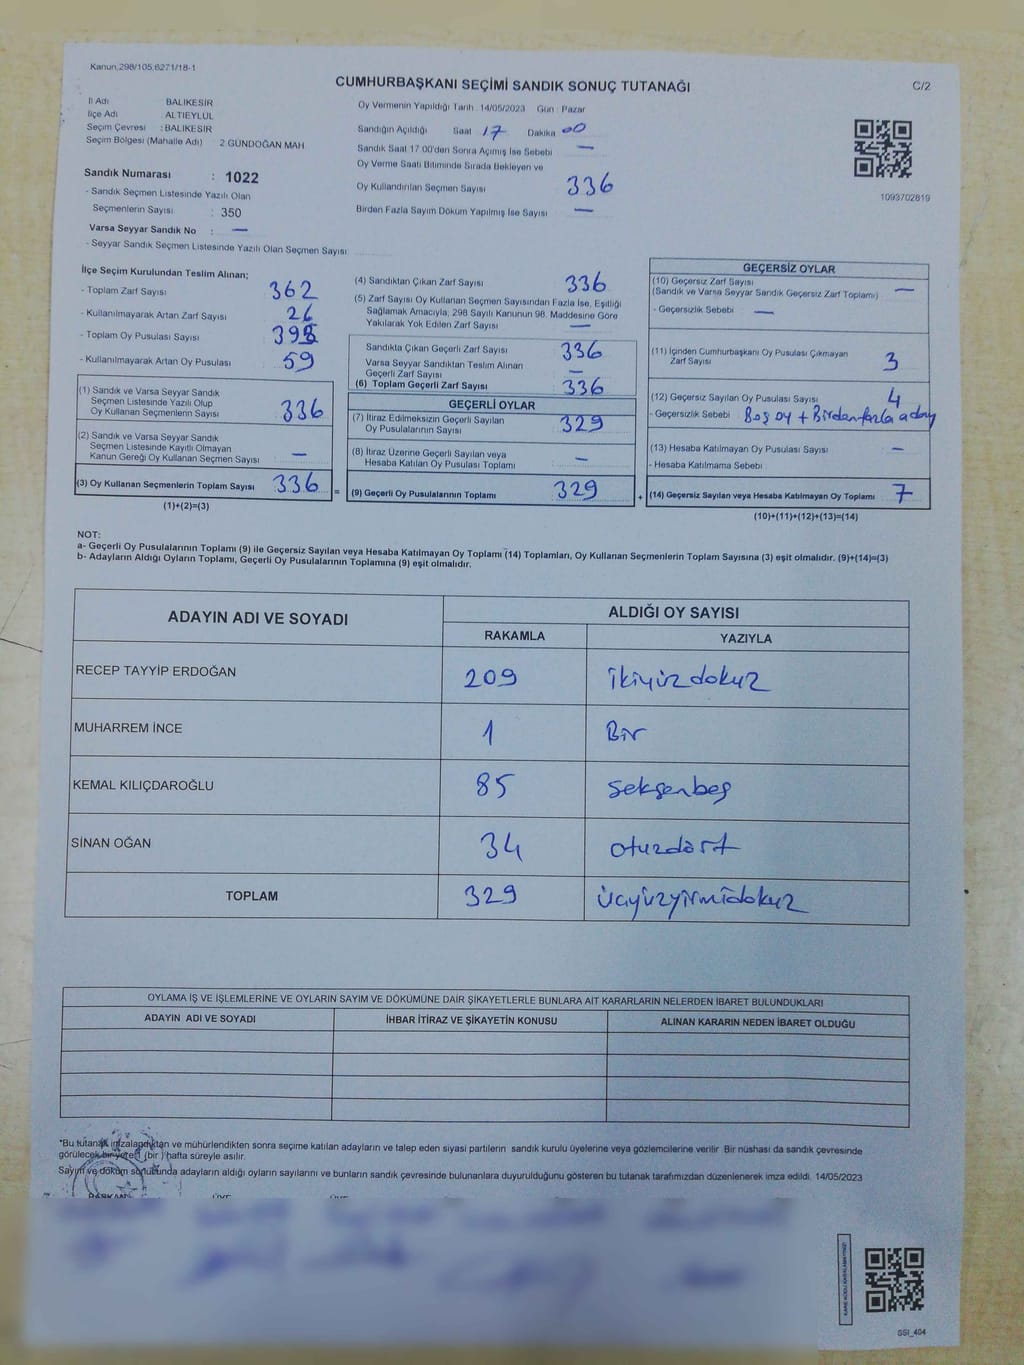 Kanun,298/105,6271/18-1
CUMHURBAŞKANI SEÇİMİ SANDIK SONUÇ TUTANAĞI
C/2
İl Adı : BALIKESİR
İlçe Adı : ALTIEYLÜL
Seçim Çevresi : BALIKESİR
Seçim Bölgesi (Mahalle Adı) 2 GÜNDOĞAN MAH.
Sandık Numarası : 1022
- Sandık Seçmen Listesinde Yazılı Olan
Seçmenlerin Sayısı : 350
Varsa Seyyar Sandık No : —
- Seyyar Sandık Seçmen Listesinde Yazılı Olan Seçmen Sayısı
Oy Vermenin Yapıldığı Tarih 14/05/2023 Gün : Pazar
Sandığın Açıldığı Saat 17 Dakika 00
Sandık Saat 17.00'den Sonra Açılmış İse Sebebi —
Oy Verme Saati Bitiminde Sırada Bekleyen ve
Oy Kullandırılan Seçmen Sayısı 336
Birden Fazla Sayım Döküm Yapılmış İse Sayısı —
1093702819
İlçe Seçim Kurulundan Teslim Alınan;
- Toplam Zarf Sayısı 362
- Kullanılmayarak Artan Zarf Sayısı 26
- Toplam Oy Pusulası Sayısı
- Kullanılmayarak Artan Oy Pusulası 59
(1) Sandık ve Varsa Seyyar Sandık
Seçmen Listesinde Yazılı Olup
Oy Kullanan Seçmenlerin Sayısı 336
(2) Sandık ve Varsa Seyyar Sandık
Seçmen Listesinde Kayıtlı Olmayan
Kanun Gereği Oy Kullanan Seçmen Sayısı —
(3) Oy Kullanan Seçmenlerin Toplam Sayısı 336
(1)+(2)=(3)
(4) Sandıktan Çıkan Zarf Sayısı 336
(5) Zarf Sayısı Oy Kullanan Seçmen Sayısından Fazla İse, Eşitliği
Sağlamak Amacıyla, 298 Sayılı Kanunun 98. Maddesine Göre
Yakılarak Yok Edilen Zarf Sayısı —
Sandıkta Çıkan Geçerli Zarf Sayısı 336
Varsa Seyyar Sandıktan Teslim Alınan
Geçerli Zarf Sayısı —
(6) Toplam Geçerli Zarf Sayısı 336
GEÇERLİ OYLAR
(7) İtiraz Edilmeksizin Geçerli Sayılan
Oy Pusulalarının Sayısı 329
(8) İtiraz Üzerine Geçerli Sayılan veya
Hesaba Katılan Oy Pusulası Toplamı —
= (9) Geçerli Oy Pusulalarının Toplamı 329
GEÇERSİZ OYLAR
(10) Geçersiz Zarf Sayısı
(Sandık ve Varsa Seyyar Sandık Geçersiz Zarf Toplamı) —
- Geçersizlik Sebebi —
(11) İçinden Cumhurbaşkanı Oy Pusulası Çıkmayan
Zarf Sayısı 3
(12) Geçersiz Sayılan Oy Pusulası Sayısı 4
- Geçersizlik Sebebi Boş oy + Birden fazla aday
(13) Hesaba Katılmayan Oy Pusulası Sayısı —
- Hesaba Katılmama Sebebi
+ (14) Geçersiz Sayılan veya Hesaba Katılmayan Oy Toplamı 7
(10)+(11)+(12)+(13)=(14)
NOT:
a- Geçerli Oy Pusulalarının Toplamı (9) ile Geçersiz Sayılan veya Hesaba Katılmayan Oy Toplamı (14) Toplamları, Oy Kullanan Seçmenlerin Toplam Sayısına (3) eşit olmalıdır. (9)+(14)=(3)
b- Adayların Aldığı Oyların Toplamı, Geçerli Oy Pusulalarının Toplamına (9) eşit olmalıdır.
ADAYIN ADI VE SOYADI ALDIĞI OY SAYISI
RAKAMLA YAZIYLA
RECEP TAYYİP ERDOĞAN 209 ikiyüzdokuz
MUHARREM İNCE 1 Bir
KEMAL KILIÇDAROĞLU 85 seksenbeş
SİNAN OĞAN 34 otuzdört
TOPLAM 329 üçyüzyirmidokuz
OYLAMA İŞ VE İŞLEMLERİNE VE OYLARIN SAYIM VE DÖKÜMÜNE DAİR ŞİKAYETLERLE BUNLARA AİT KARARLARIN NELERDEN İBARET BULUNDUKLARI
ADAYIN ADI VE SOYADI İHBAR İTİRAZ VE ŞİKAYETİN KONUSU ALINAN KARARIN NEDEN İBARET OLDUĞU
*Bu tutanak imzalandıktan ve mühürlendikten sonra seçime katılan adayların ve talep eden siyasi partilerin sandık kurulu üyelerine veya gözlemcilerine verilir. Bir nüshası da sandık çevresinde
görülecek bir yere 1 (bir) hafta süreyle asılır.
Sayım ve döküm sonucunda adayların aldığı oyların sayılarını ve bunların sandık çevresinde bulunanlara duyurulduğunu gösteren bu tutanak tarafımızdan düzenlenerek imza edildi. 14/05/2023
BAŞKAN ÜYE ÜYE
SSI_404